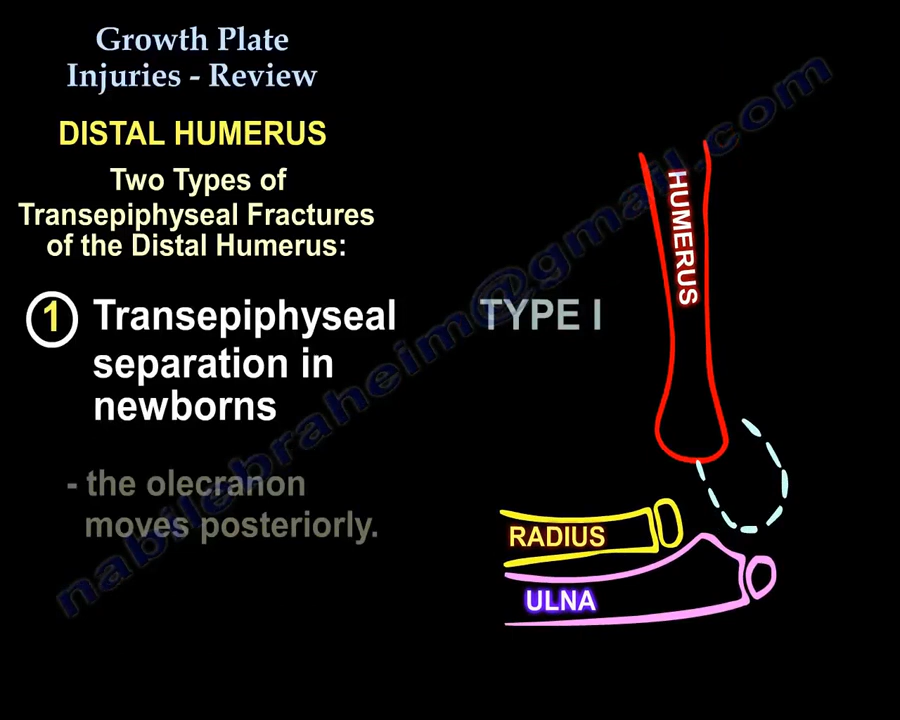 Growth Plate
Injuries - Review
DISTAL HUMERUS
Two Types of
Transepiphyseal Fractures
of the Distal Humerus:
1 Transepiphyseal
separation in
newborns
- the olecranon
moves posteriorly.
TYPE I
HUMERUS
RADIUS
ULNA
nabilebraheim@gmail.com